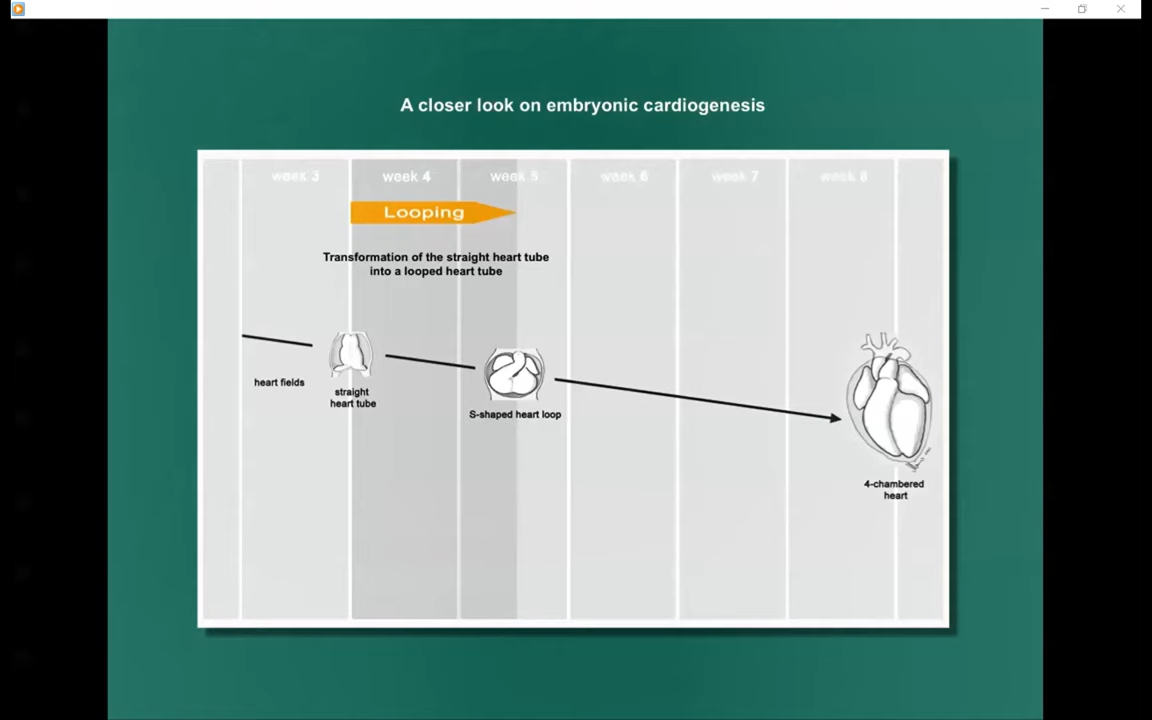 A closer look on embryonic cardiogenesis
week 3
week 4
week 5
week 6
week 7
week 8
Looping
Transformation of the straight heart tube
into a looped heart tube
heart fields
straight
heart tube
S-shaped heart loop
4-chambered
heart